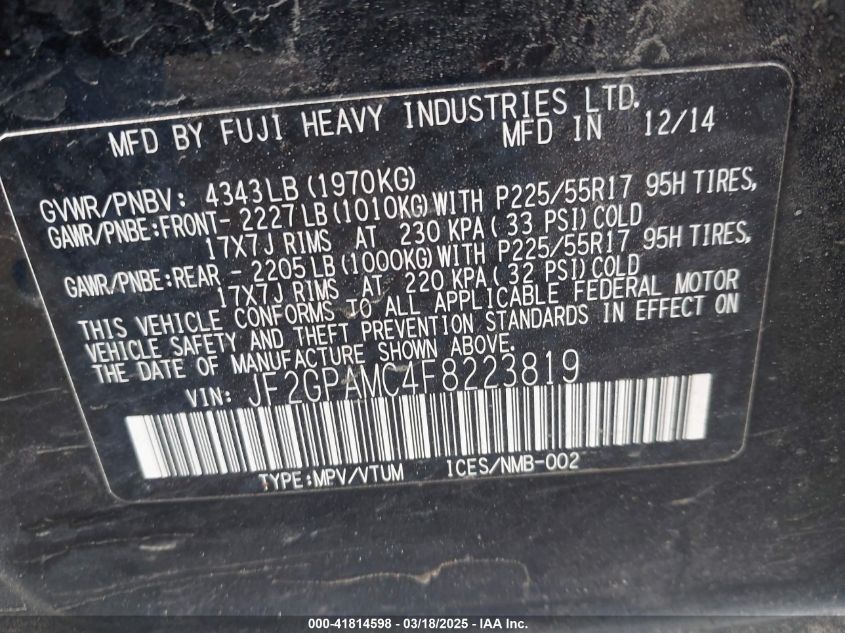 MFD BY FUJI HEAVY INDUSTRIES LTD.
MFD IN 12/14
GVWR/PNBV: 4343LB(1970KG)
GAWR/PNBE:FRONT- 2227LB(1010KG)WITH P225/55R17 95H TIRES,
17X7J RIMS AT 230 KPA( 33 PSI)COLD
GAWR/PNBE:REAR - 2205LB(1000KG)WITH P225/55R17 95H TIRES,
17X7J RIMS AT 220 KPA( 32 PSI)COLD
THIS VEHICLE CONFORMS TO ALL APPLICABLE FEDERAL MOTOR
VEHICLE SAFETY AND THEFT PREVENTION STANDARDS IN EFFECT ON
THE DATE OF MANUFACTURE SHOWN ABOVE.
VIN: JF2GPAMC4F8223819
TYPE:MPV/VTUM ICES/NMB-002
000-41814598 - 03/18/2025 - IAA Inc.